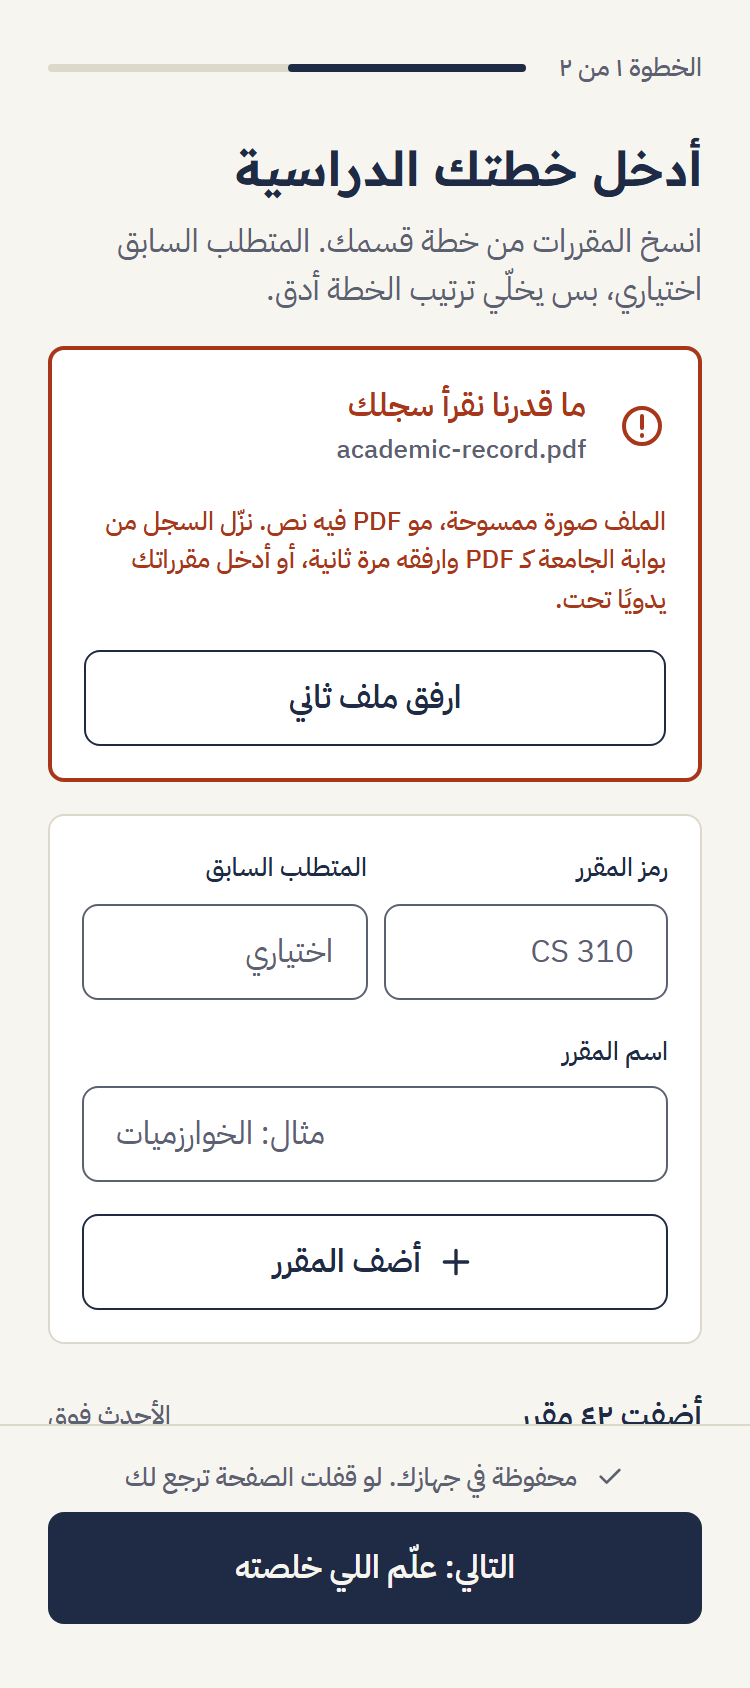 الخطوة ١ من ٢
أدخل خطتك الدراسية
انسخ المقررات من خطة قسمك. المتطلب السابق
اختياري، بس يخلّي ترتيب الخطة أدق.
ما قدرنا نقرأ سجلك
academic-record.pdf
الملف صورة ممسوحة، مو PDF فيه نص. نزّل السجل من
بوابة الجامعة كـ PDF وارفقه مرة ثانية، أو أدخل مقرراتك
يدويًا تحت.
ارفق ملف ثاني
رمز المقرر
المتطلب السابق
CS 310
اختياري
اسم المقرر
مثال: الخوارزميات
+ أضف المقرر
أضفت ٤٢ مقرر
الأحدث فوق
محفوظة في جهازك. لو قفلت الصفحة ترجع لك
التالي: علّم اللي خلصته